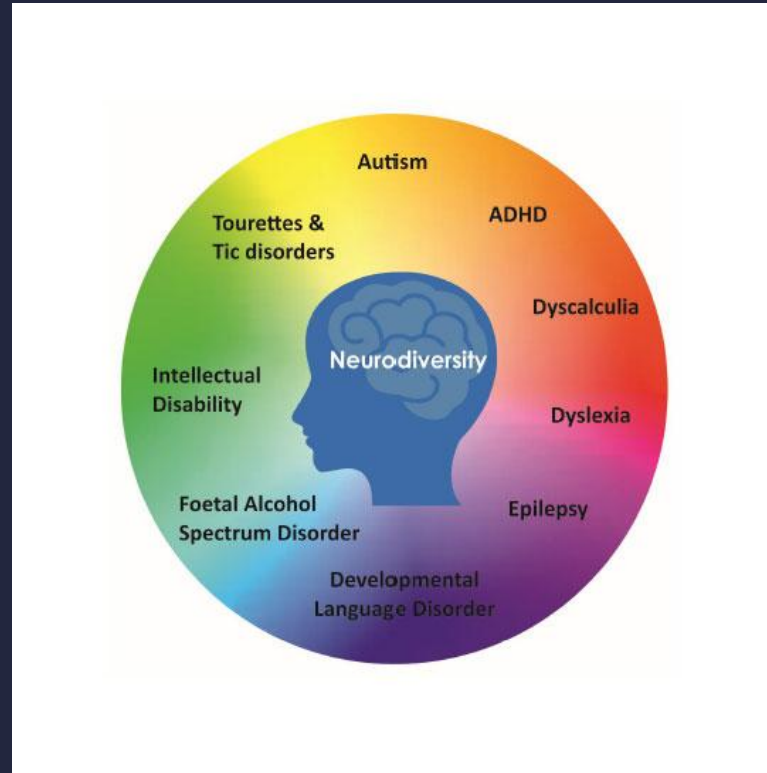 Autism
ADHD
Tourettes &
Tic disorders
Dyscalculia
Neurodiversity
Intellectual
Disability
Dyslexia
Foetal Alcohol
Spectrum Disorder
Epilepsy
Developmental
Language Disorder